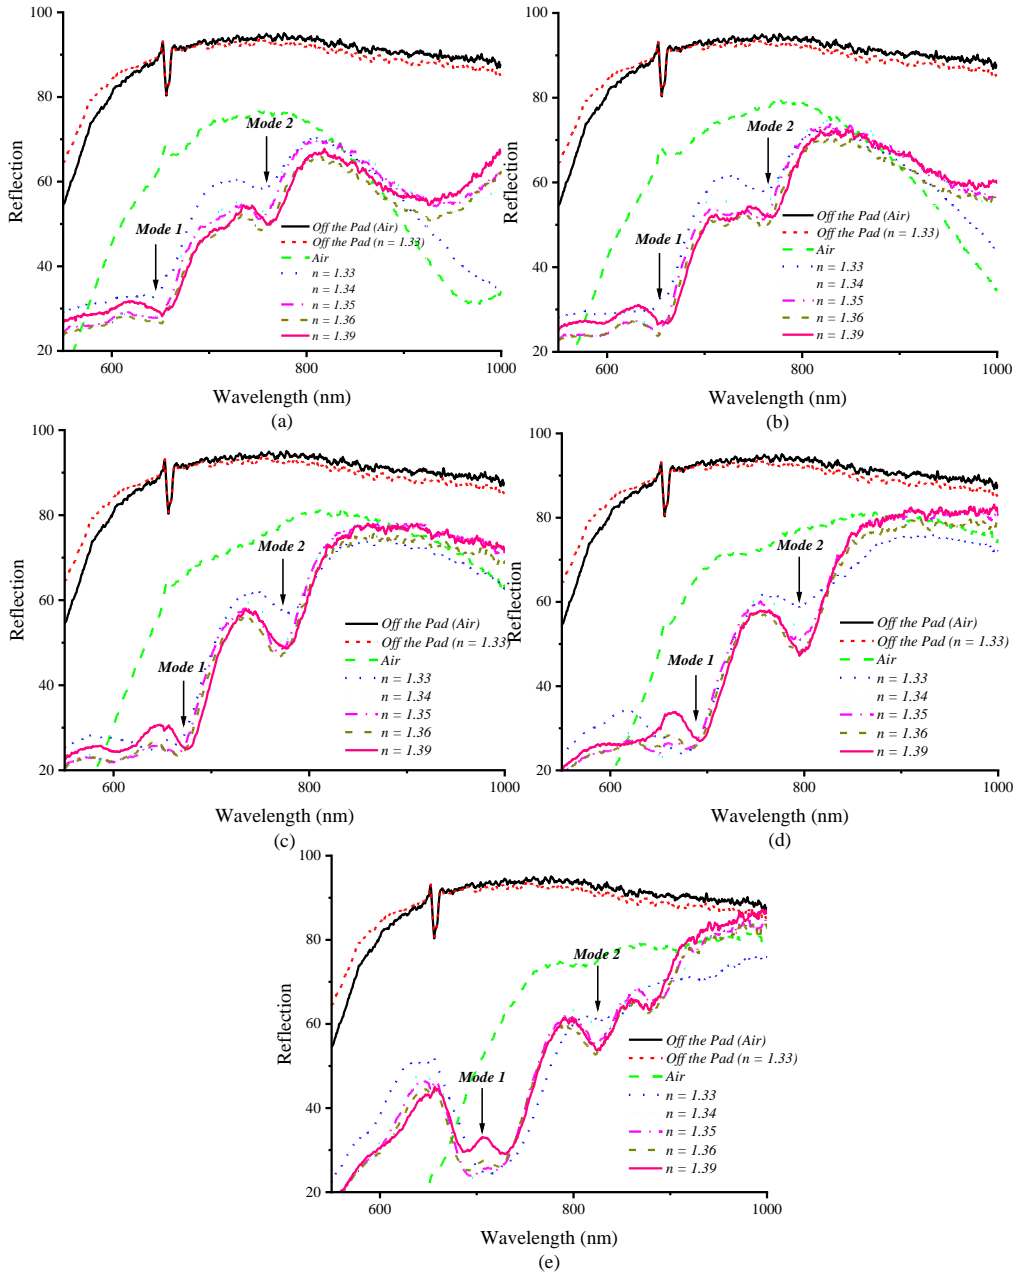 100
80
60
40
20
Reflection
Mode 1
Mode 2
Off the Pad (Air)
Off the Pad (n = 1.33)
Air
n = 1.33
n = 1.34
n = 1.35
n = 1.36
n = 1.39
600
800
1000
Wavelength (nm)
(a)
100
80
60
40
20
Reflection
Mode 1
Mode 2
Off the Pad (Air)
Off the Pad (n = 1.33)
Air
n = 1.33
n = 1.34
n = 1.35
n = 1.36
n = 1.39
600
800
1000
Wavelength (nm)
(b)
100
80
60
40
20
Reflection
Mode 2
Mode 1
Off the Pad (Air)
Off the Pad (n = 1.33)
Air
n = 1.33
n = 1.34
n = 1.35
n = 1.36
n = 1.39
600
800
1000
Wavelength (nm)
(c)
100
80
60
40
20
Reflection
Mode 2
Mode 1
Off the Pad (Air)
Off the Pad (n = 1.33)
Air
n = 1.33
n = 1.34
n = 1.35
n = 1.36
n = 1.39
600
800
1000
Wavelength (nm)
(d)
100
80
60
40
20
Reflection
Mode 2
Mode 1
Off the Pad (Air)
Off the Pad (n = 1.33)
Air
n = 1.33
n = 1.34
n = 1.35
n = 1.36
n = 1.39
600
800
1000
Wavelength (nm)
(e)